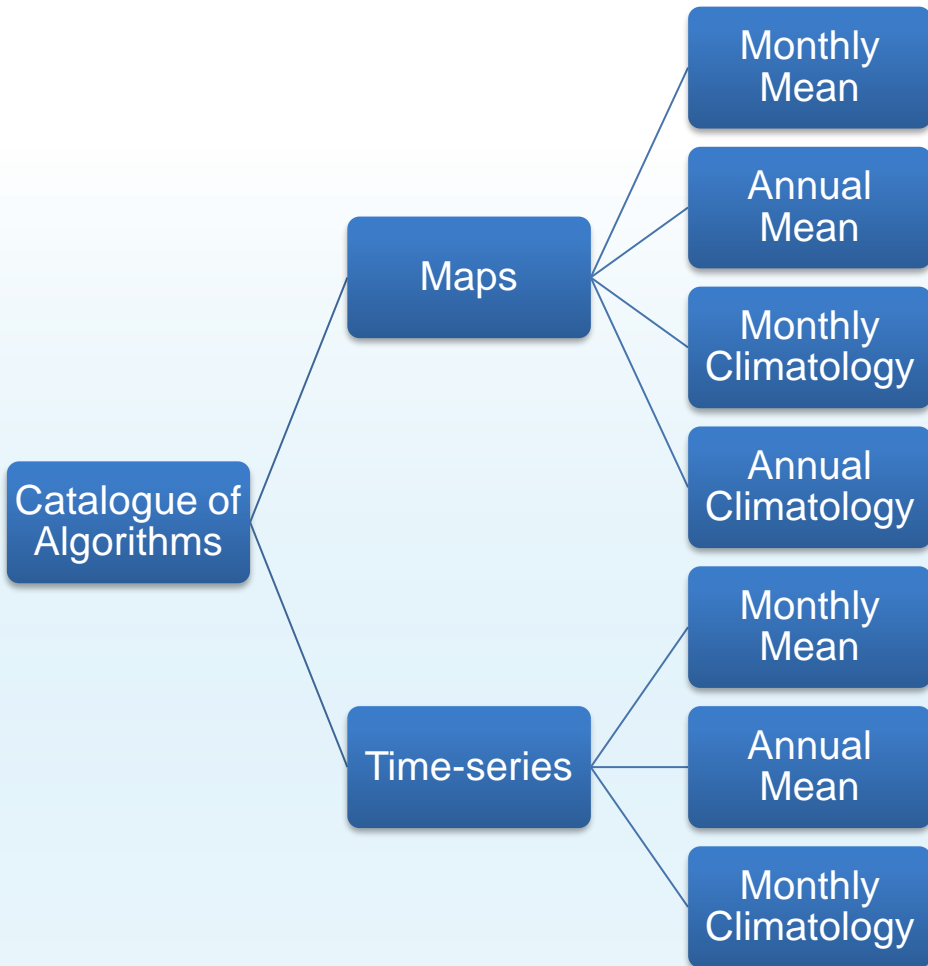 Monthly
Mean
Annual
Mean
Maps
Monthly
Climatology
Annual
Climatology
Catalogue of
Algorithms
Monthly
Mean
Time-series
Annual
Mean
Monthly
Climatology